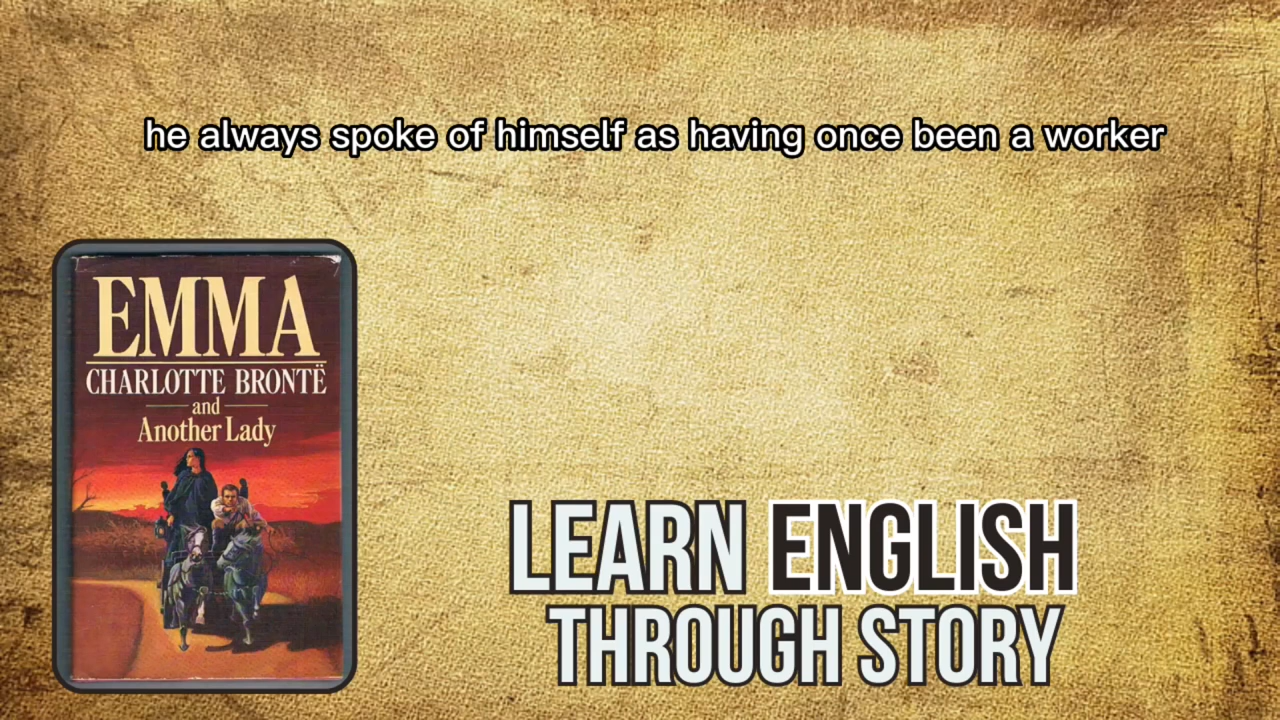 he always spoke of himself as having once been a worker
EMMA
CHARLOTTE BRONTË
and
Another Lady
LEARN ENGLISH
THROUGH STORY